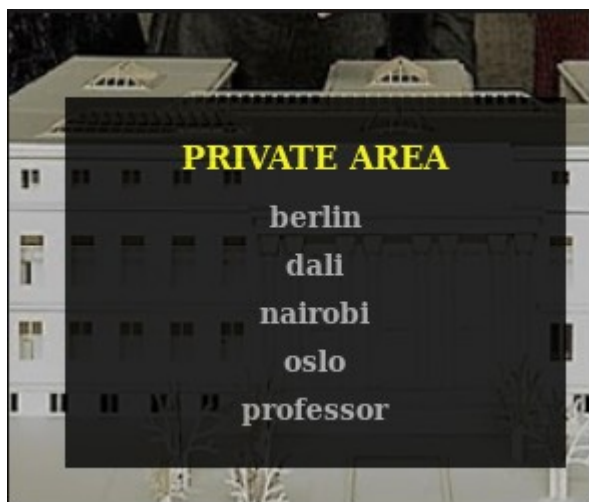 PRIVATE AREA
berlin
dali
nairobi
oslo
professor